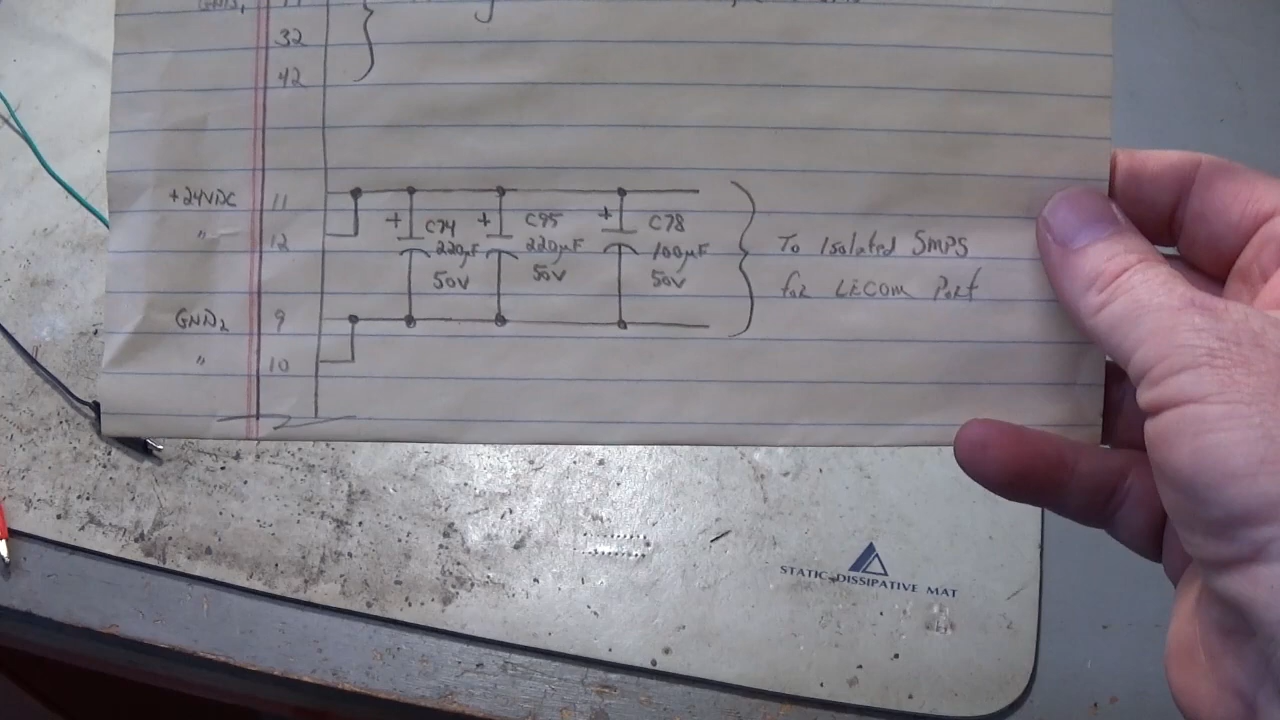 32
42
+24VDC 11
" 12
+ C74 220µF 50V
+ C95 220µF 50V
+ C78 100µF 50V
To Isolated SMPS
for LECOM Port
GND2 9
" 10
STATIC-DISSIPATIVE MAT